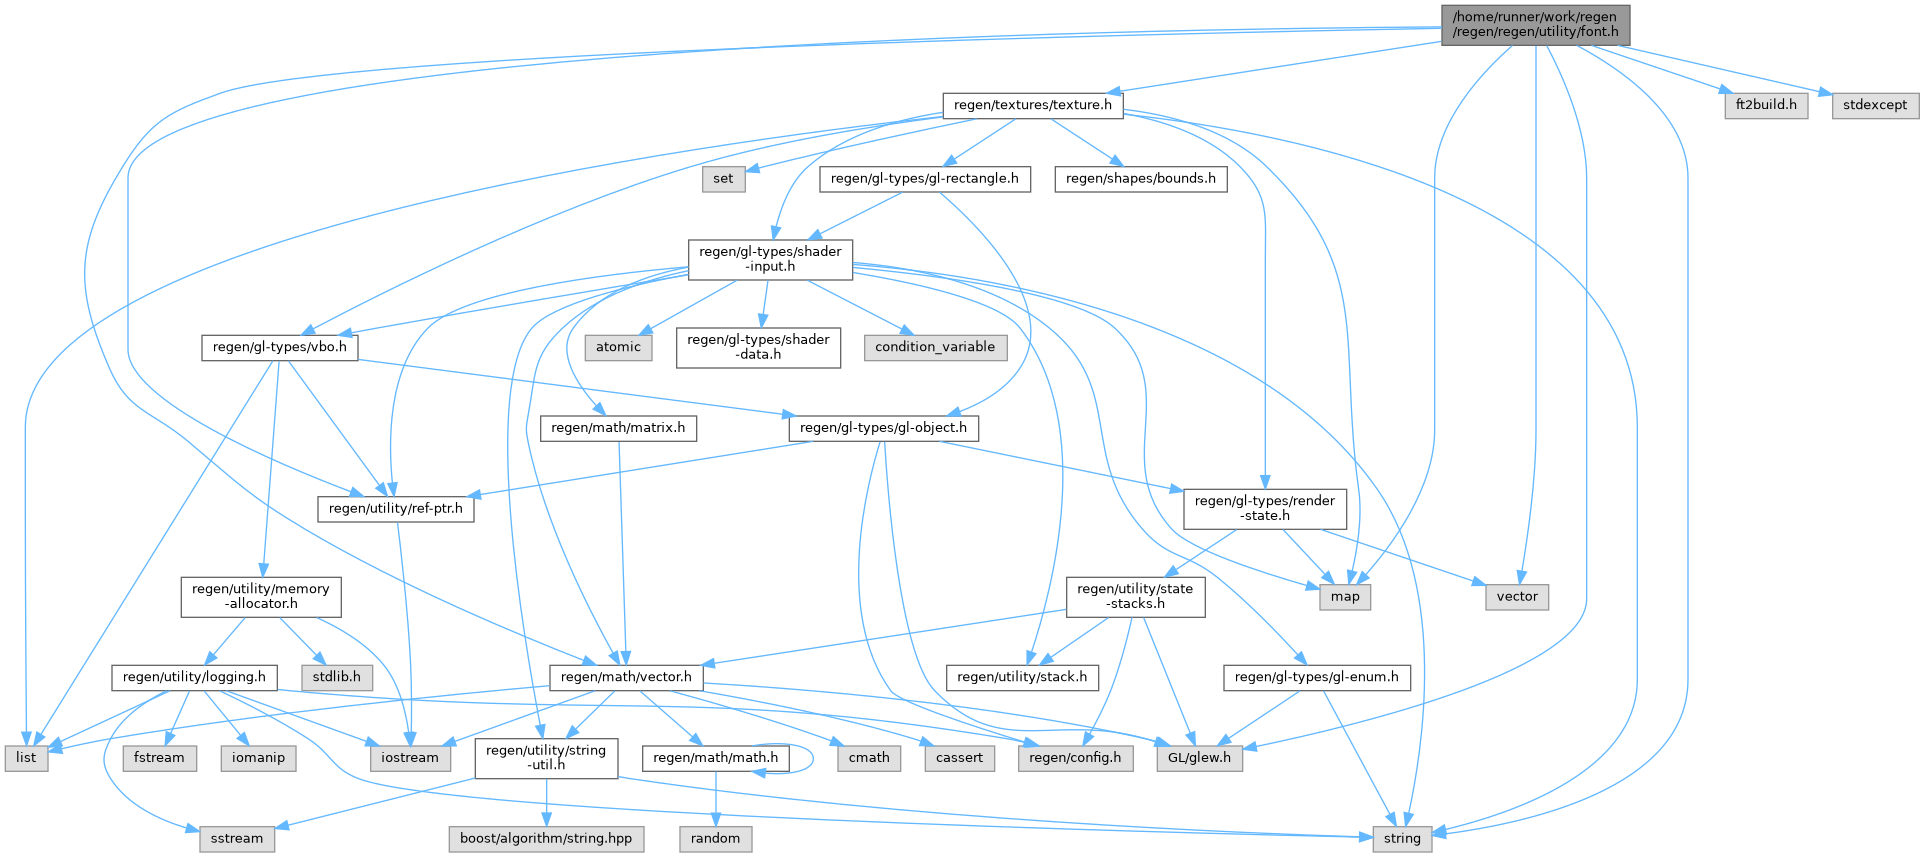 /home/runner/work/regen
/regen/regen/utility/font.h
regen/textures/texture.h
ft2build.h
stdexcept
set
regen/gl-types/gl-rectangle.h
regen/shapes/bounds.h
regen/gl-types/shader
-input.h
regen/gl-types/vbo.h
atomic
regen/gl-types/shader
-data.h
condition_variable
regen/math/matrix.h
regen/gl-types/gl-object.h
regen/utility/ref-ptr.h
regen/gl-types/render
-state.h
regen/utility/memory
-allocator.h
regen/utility/state
-stacks.h
map
vector
regen/utility/logging.h
stdlib.h
regen/math/vector.h
regen/utility/stack.h
regen/gl-types/gl-enum.h
list
fstream
iomanip
iostream
regen/utility/string
-util.h
regen/math/math.h
cmath
cassert
regen/config.h
GL/glew.h
sstream
boost/algorithm/string.hpp
random
string